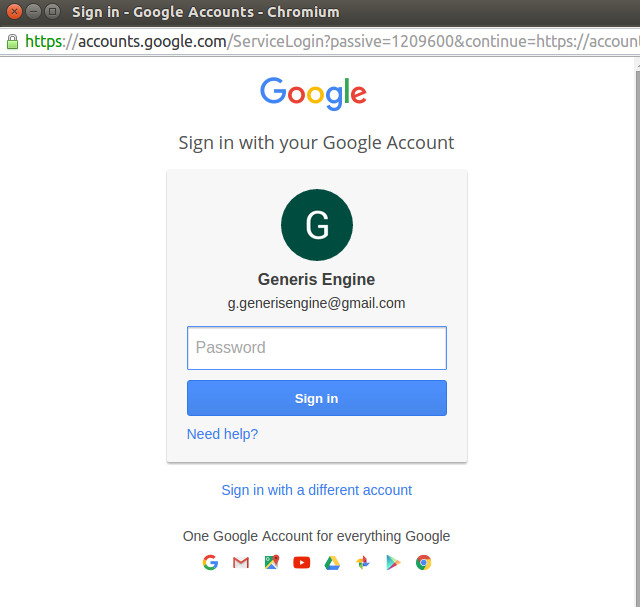 Sign in - Google Accounts - Chromium
https://accounts.google.com/ServiceLogin?passive=1209600&continue=https://accoun
Google
Sign in with your Google Account
G
Generis Engine
g.generisengine@gmail.com
Password
Sign in
Need help?
Sign in with a different account
One Google Account for everything Google